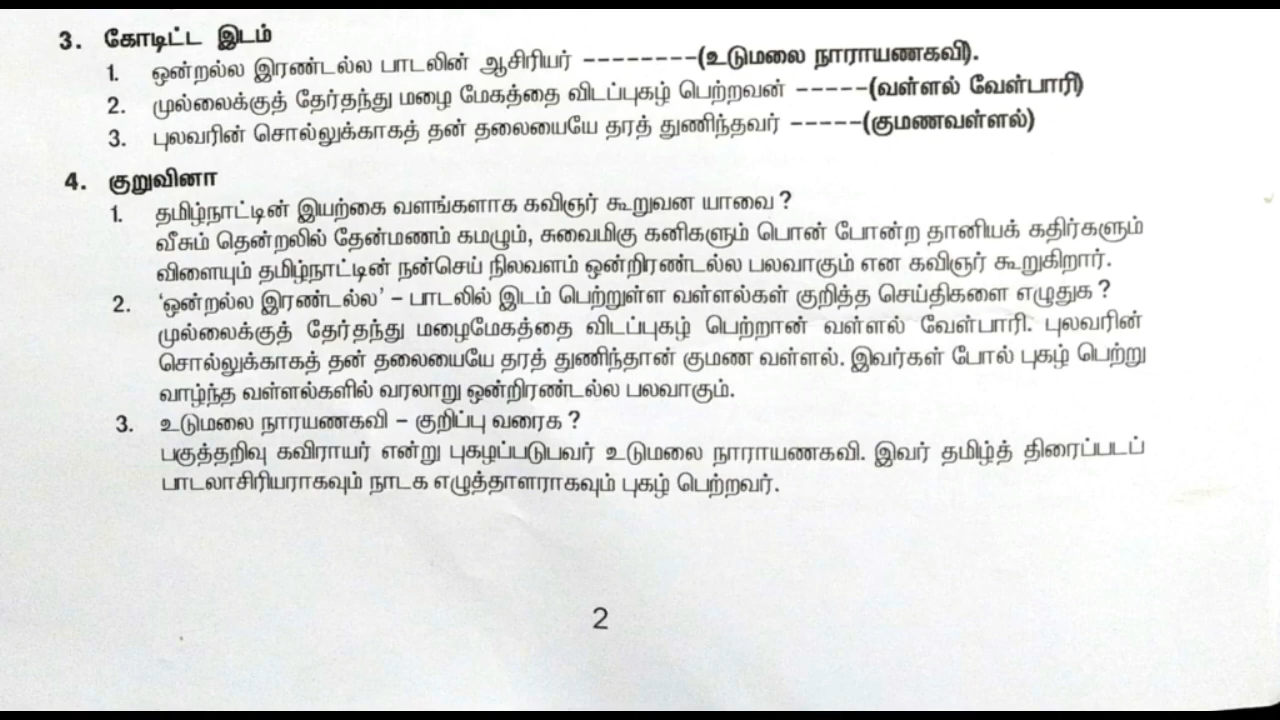 3. கோடிட்ட இடம்
1. ஒன்றல்ல இரண்டல்ல பாடலின் ஆசிரியர் --------(உடுமலை நாராயணகவி).
2. முல்லைக்குத் தேர்தந்து மழை மேகத்தை விடப்புகழ் பெற்றவன் -----(வள்ளல் வேள்பாரி)
3. புலவரின் சொல்லுக்காகத் தன் தலையையே தரத் துணிந்தவர் -----(குமணவள்ளல்)
4. குறுவினா
1. தமிழ்நாட்டின் இயற்கை வளங்களாக கவிஞர் கூறுவன யாவை ?
வீசும் தென்றலில் தேன்மணம் கமழும், சுவைமிகு கனிகளும் பொன் போன்ற தானியக் கதிர்களும்
விளையும் தமிழ்நாட்டின் நன்செய் நிலவளம் ஒன்றிரண்டல்ல பலவாகும் என கவிஞர் கூறுகிறார்.
2. ‘ஒன்றல்ல இரண்டல்ல’ – பாடலில் இடம் பெற்றுள்ள வள்ளல்கள் குறித்த செய்திகளை எழுதுக ?
முல்லைக்குத் தேர்தந்து மழைமேகத்தை விடப்புகழ் பெற்றான் வள்ளல் வேள்பாரி. புலவரின்
சொல்லுக்காகத் தன் தலையையே தரத் துணிந்தான் குமண வள்ளல். இவர்கள் போல் புகழ் பெற்று
வாழ்ந்த வள்ளல்களில் வரலாறு ஒன்றிரண்டல்ல பலவாகும்.
3. உடுமலை நாரயணகவி – குறிப்பு வரைக ?
பகுத்தறிவு கவிராயர் என்று புகழப்படுபவர் உடுமலை நாராயணகவி. இவர் தமிழ்த் திரைப்படப்
பாடலாசிரியராகவும் நாடக எழுத்தாளராகவும் புகழ் பெற்றவர்.
2